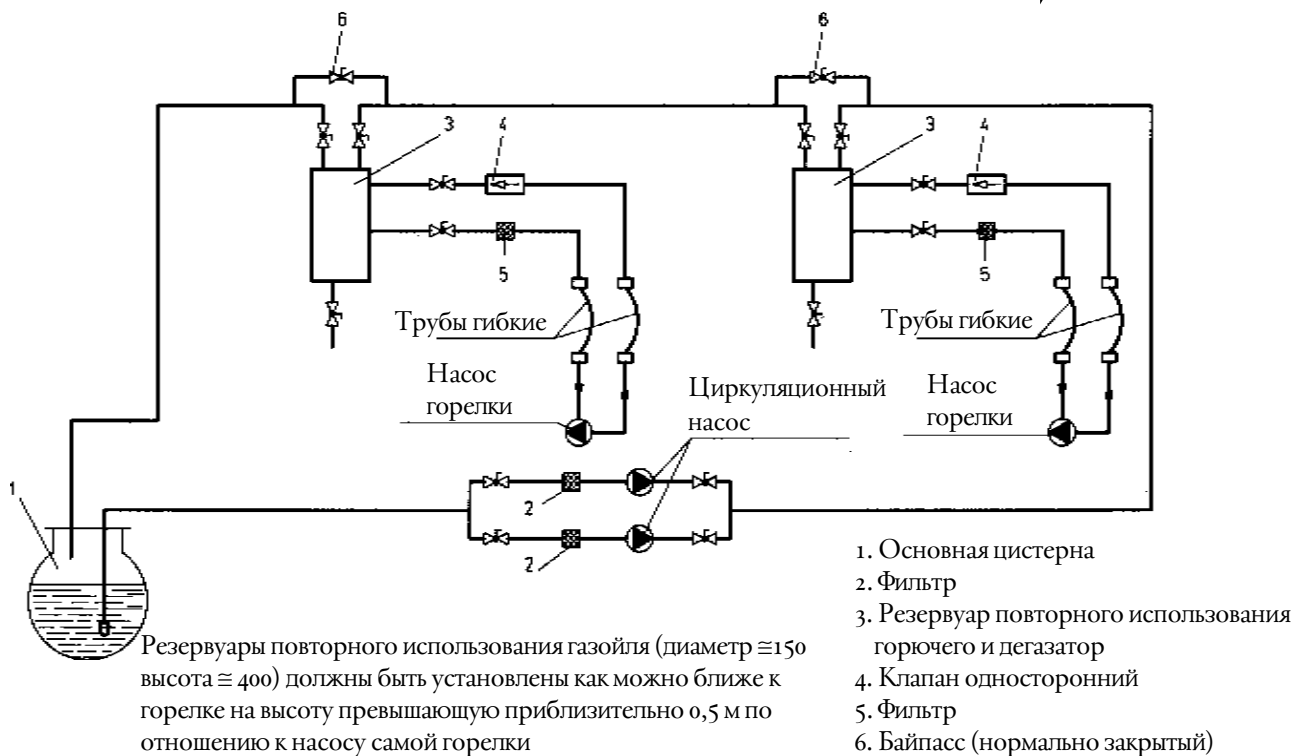 6
6
3
4
3
4
5
5
Трубы гибкие
Трубы гибкие
Насос
горелки
Циркуляционный
насос
Насос
горелки
1
2
2
Резервуары повторного использования газойля (диаметр ≅150
высота ≅ 400) должны быть установлены как можно ближе к
горелке на высоту превышающую приблизительно 0,5 м по
отношению к насосу самой горелки
1. Основная цистерна
2. Фильтр
3. Резервуар повторного использования
горючего и дегазатор
4. Клапан односторонний
5. Фильтр
6. Байпасс (нормально закрытый)